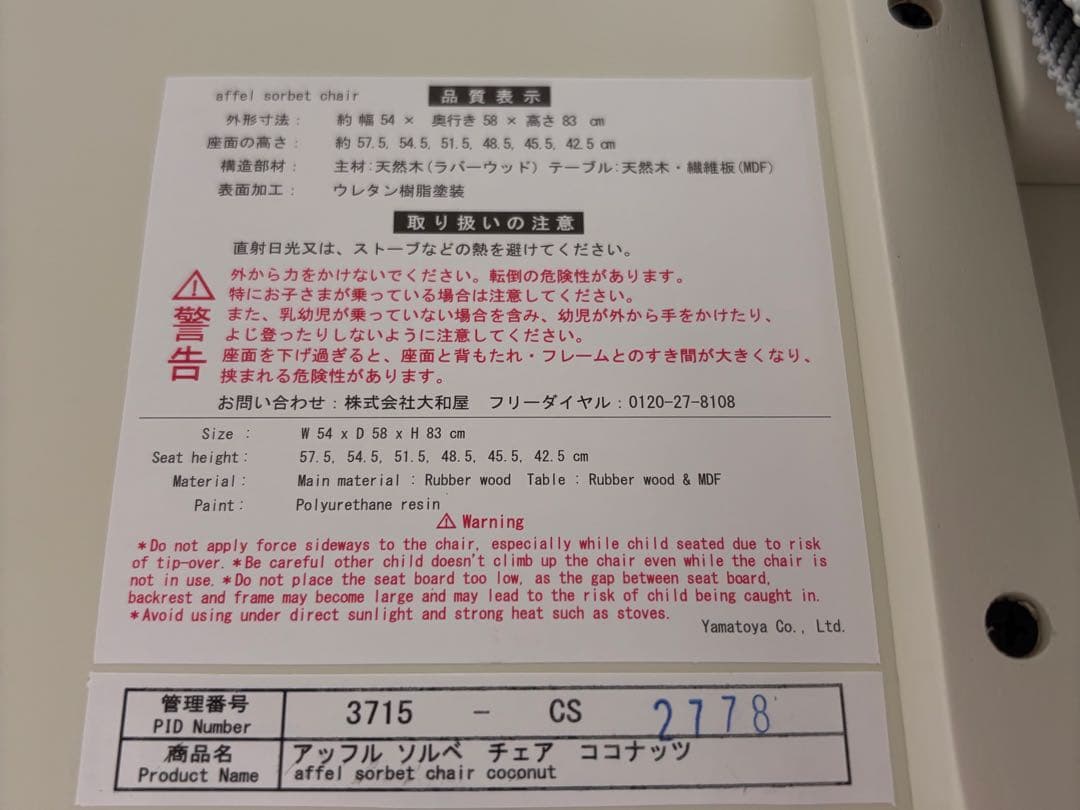 affel sorbet chair 品質表示
外形寸法： 約 幅 54 × 奥行き 58 × 高さ 83 cm
座面の高さ： 約 57.5, 54.5, 51.5, 48.5, 45.5, 42.5 cm
構造部材： 主材：天然木(ラバーウッド) テーブル：天然木・繊維板(MDF)
表面加工： ウレタン樹脂塗装
取り扱いの注意
直射日光又は、ストーブなどの熱を避けてください。
外から力をかけないでください。転倒の危険性があります。
特にお子さまが乗っている場合は注意してください。
警告
また、乳幼児が乗っていない場合を含み、幼児が外から手をかけたり、
よじ登ったりしないように注意してください。
座面を下げ過ぎると、座面と背もたれ・フレームとのすき間が大きくなり、
挟まれる危険性があります。
お問い合わせ：株式会社大和屋 フリーダイヤル：0120-27-8108
Size : W 54 x D 58 x H 83 cm
Seat height: 57.5, 54.5, 51.5, 48.5, 45.5, 42.5 cm
Material: Main material : Rubber wood Table : Rubber wood & MDF
Paint: Polyurethane resin
⚠ Warning
*Do not apply force sideways to the chair, especially while child seated due to risk
of tip-over. *Be careful other child doesn't climb up the chair even while the chair is
not in use. *Do not place the seat board too low, as the gap between seat board,
backrest and frame may become large and may lead to the risk of child being caught in.
*Avoid using under direct sunlight and strong heat such as stoves.
Yamatoya Co., Ltd.
管理番号 3715 - CS 2778
PID Number
商品名 アッフル ソルベ チェア ココナッツ
Product Name affel sorbet chair coconut